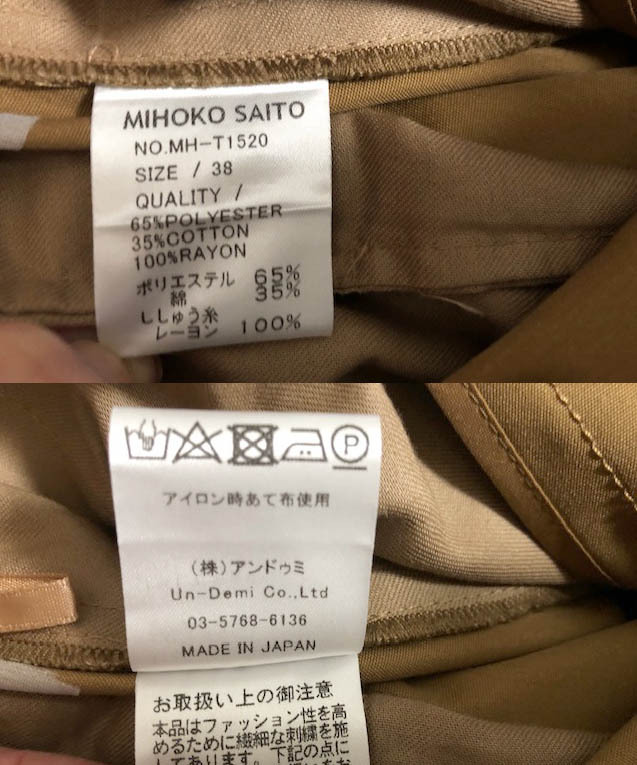 MIHOKO SAITO
NO.MH-T1520
SIZE / 38
QUALITY /
65%POLYESTER
35%COTTON
100%RAYON
ポリエステル 65%
綿 35%
ししゅう糸
レーヨン 100%
P
アイロン時あて布使用
(株)アンドゥミ
Un-Demi Co.,Ltd
03-5768-6136
MADE IN JAPAN
お取扱い上の御注意
本品はファッション性を高
めるために繊細な刺繍を施
してあります。下記の点に